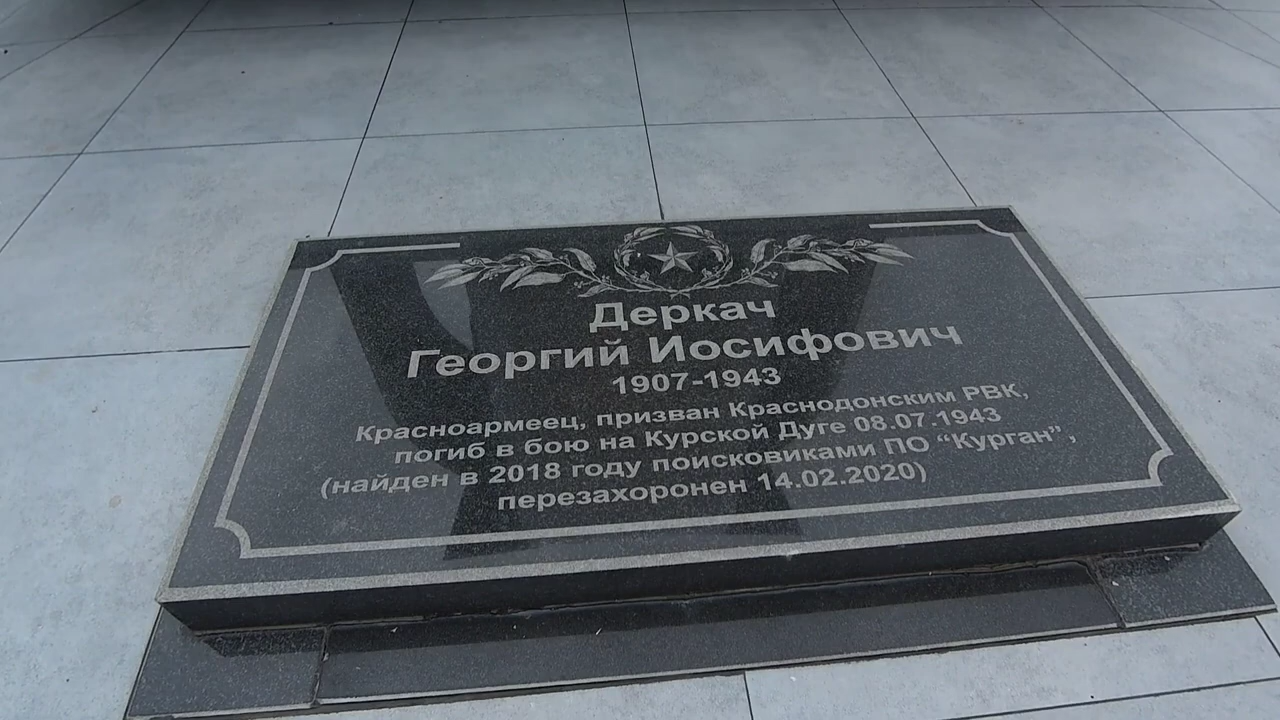 Деркач
Георгий Иосифович
1907-1943
Красноармеец, призван Краснодонским РВК,
погиб в бою на Курской Дуге 08.07.1943
(найден в 2018 году поисковиками ПО “Курган” ,
перезахоронен 14.02.2020)